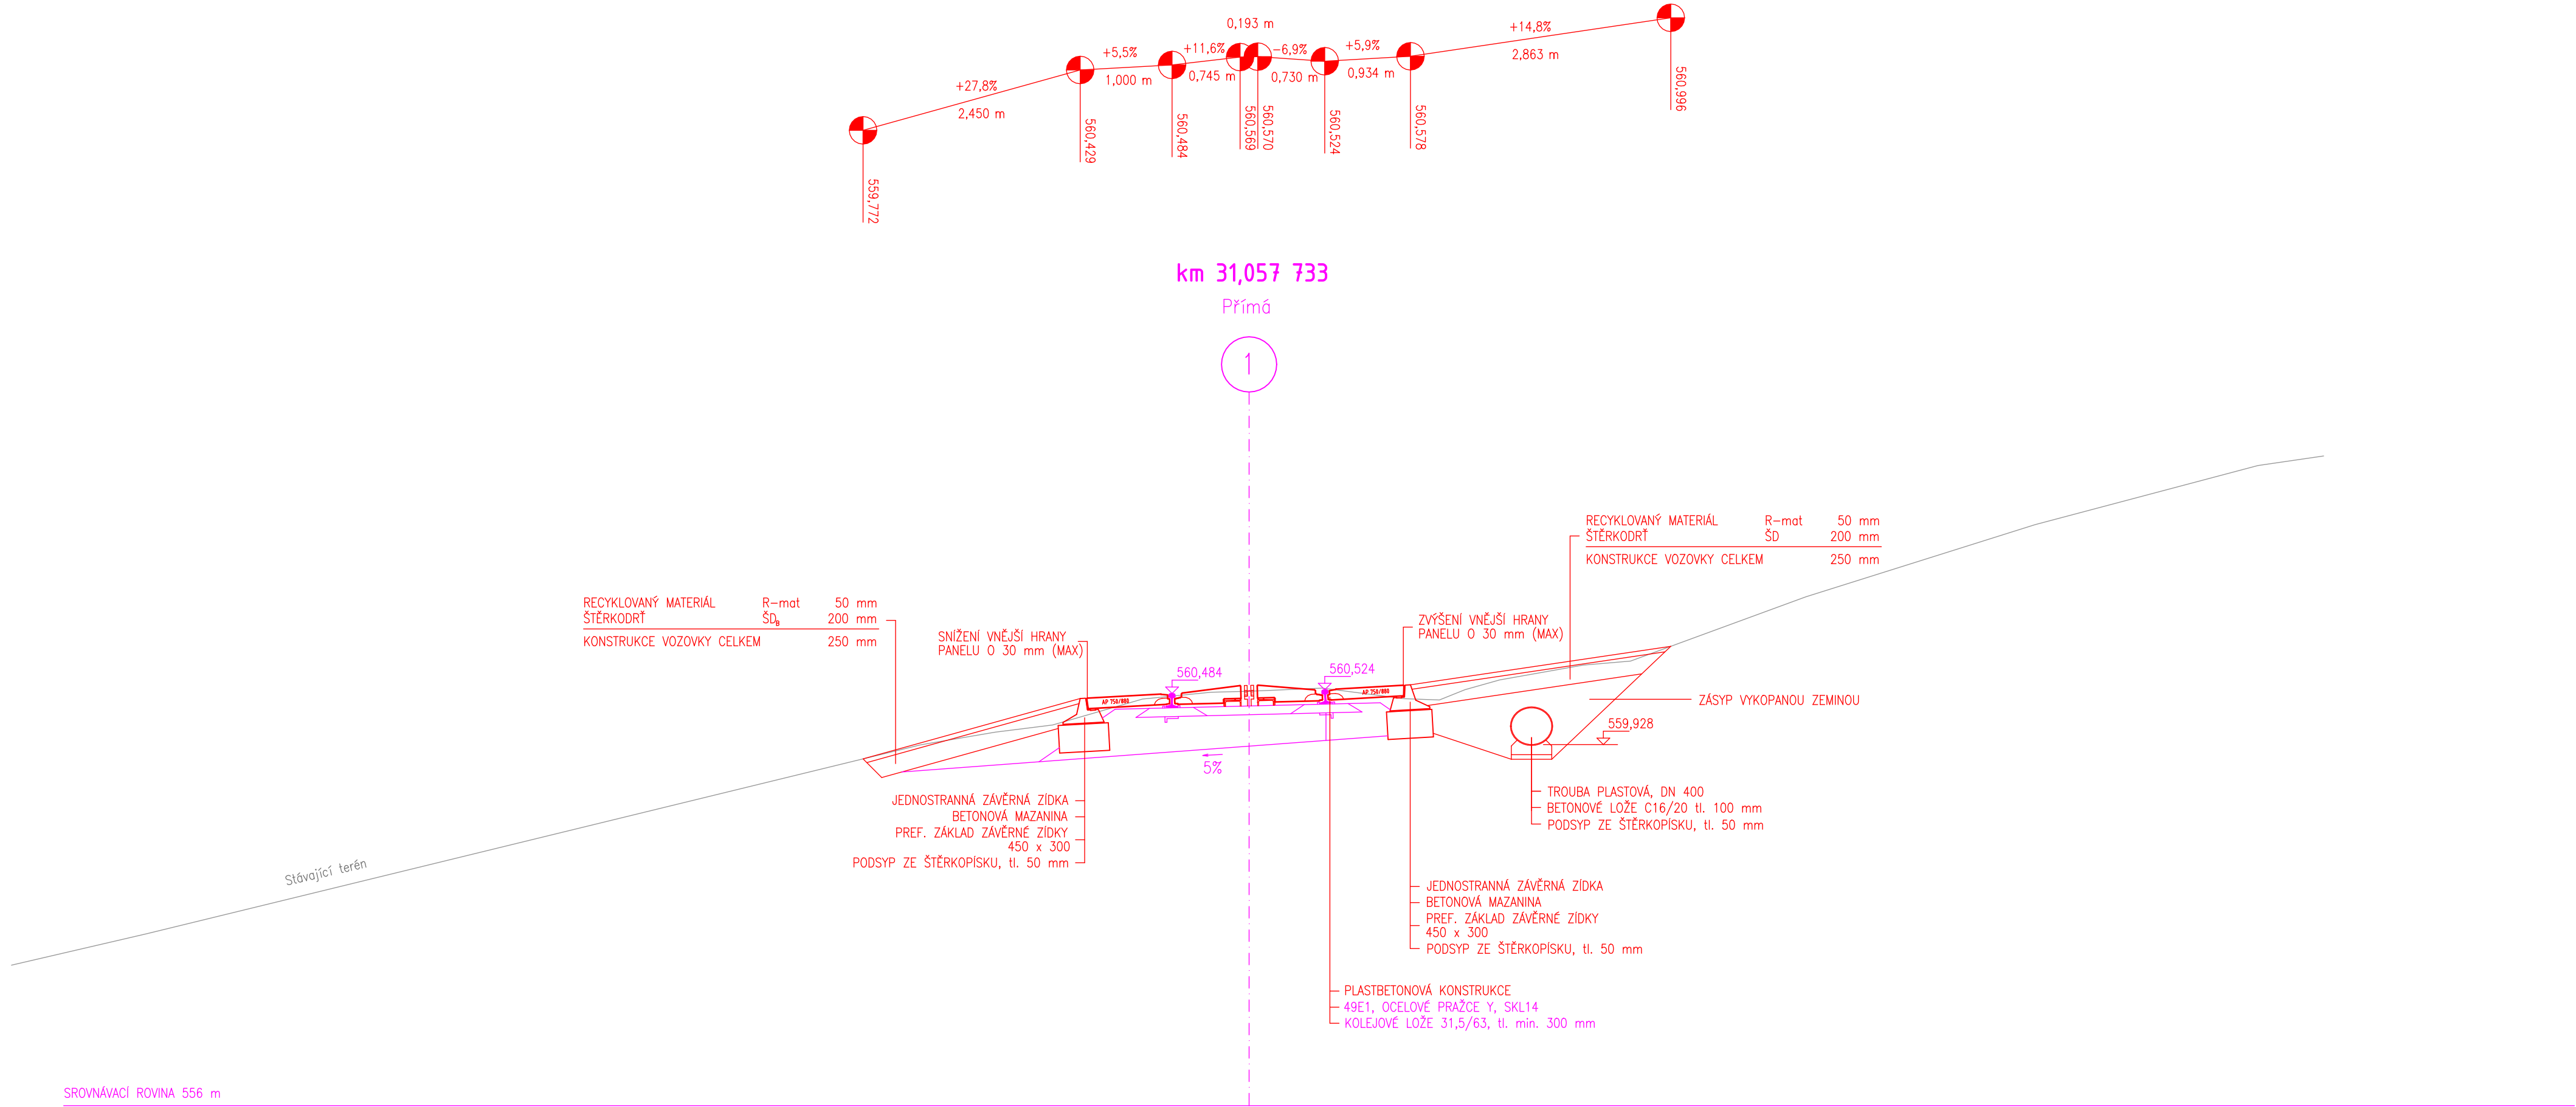 0,193 m
+27,8%
2,450 m
+5,5%
1,000 m
+11,6%
0,745 m
-6,9%
0,730 m
+5,9%
0,934 m
+14,8%
2,863 m
559,772
560,429
560,484
560,569
560,570
560,524
560,578
560,996
km 31,057 733
Přímá
1
RECYKLOVANÝ MATERIÁL R-mat 50 mm
ŠTĚRKODRŤ ŠD 200 mm
KONSTRUKCE VOZOVKY CELKEM 250 mm
RECYKLOVANÝ MATERIÁL R-mat 50 mm
ŠTĚRKODRŤ ŠDB 200 mm
KONSTRUKCE VOZOVKY CELKEM 250 mm
SNÍŽENÍ VNĚJŠÍ HRANY
PANELU O 30 mm (MAX)
ZVÝŠENÍ VNĚJŠÍ HRANY
PANELU O 30 mm (MAX)
560,484
560,524
AP 750/880
AP 750/880
ZÁSYP VYKOPANOU ZEMINOU
559,928
5%
TROUBA PLASTOVÁ, DN 400
BETONOVÉ LOŽE C16/20 tl. 100 mm
PODSYP ZE ŠTĚRKOPÍSKU, tl. 50 mm
JEDNOSTRANNÁ ZÁVĚRNÁ ZÍDKA
BETONOVÁ MAZANINA
PREF. ZÁKLAD ZÁVĚRNÉ ZÍDKY
450 x 300
PODSYP ZE ŠTĚRKOPÍSKU, tl. 50 mm
Stávající terén
JEDNOSTRANNÁ ZÁVĚRNÁ ZÍDKA
BETONOVÁ MAZANINA
PREF. ZÁKLAD ZÁVĚRNÉ ZÍDKY
450 x 300
PODSYP ZE ŠTĚRKOPÍSKU, tl. 50 mm
PLASTBETONOVÁ KONSTRUKCE
49E1, OCELOVÉ PRAŽCE Y, SKL14
KOLEJOVÉ LOŽE 31,5/63, tl. min. 300 mm
SROVNÁVACÍ ROVINA 556 m